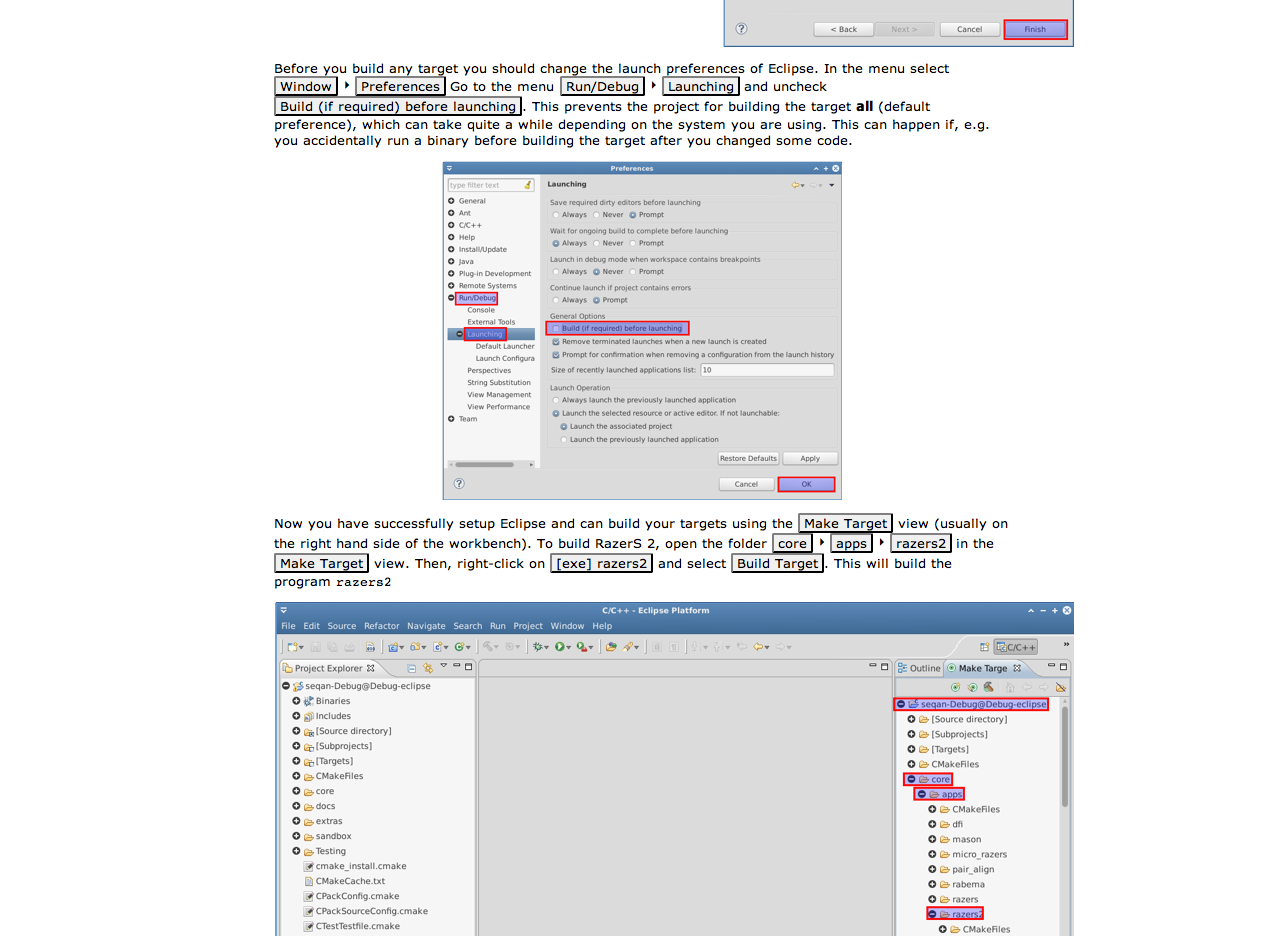 < Back Next > Cancel Finish
Before you build any target you should change the launch preferences of Eclipse. In the menu select
Window Preferences Go to the menu Run/Debug Launching and uncheck
Build (if required) before launching . This prevents the project for building the target all (default
preference), which can take quite a while depending on the system you are using. This can happen if, e.g.
you accidentally run a binary before building the target after you changed some code.
Preferences
type filter text
General
Ant
C/C++
Help
Install/Update
Java
Plug-in Development
Remote Systems
Run/Debug
Console
External Tools
Launching
Default Launcher
Launch Configura
Perspectives
String Substitution
View Management
View Performance
Team
Launching
Save required dirty editors before launching
Always Never Prompt
Wait for ongoing build to complete before launching
Always Never Prompt
Launch in debug mode when workspace contains breakpoints
Always Never Prompt
Continue launch if project contains errors
Always Prompt
General Options
Build (if required) before launching
Remove terminated launches when a new launch is created
Prompt for confirmation when removing a configuration from the launch history
Size of recently launched applications list: 10
Launch Operation
Always launch the previously launched application
Launch the selected resource or active editor. If not launchable:
Launch the associated project
Launch the previously launched application
Restore Defaults Apply
Cancel OK
Now you have successfully setup Eclipse and can build your targets using the Make Target view (usually on
the right hand side of the workbench). To build RazerS 2, open the folder core apps razers2 in the
Make Target view. Then, right-click on [exe] razers2 and select Build Target . This will build the
program razers2
C/C++ - Eclipse Platform
File Edit Source Refactor Navigate Search Run Project Window Help
C/C++
Project Explorer
seqan-Debug@Debug-eclipse
Binaries
Includes
[Source directory]
[Subprojects]
[Targets]
CMakeFiles
core
docs
extras
sandbox
Testing
cmake_install.cmake
CMakeCache.txt
CPackConfig.cmake
CPackSourceConfig.cmake
CTestTestfile.cmake
Outline Make Targe
seqan-Debug@Debug-eclipse
[Source directory]
[Subprojects]
[Targets]
CMakeFiles
core
apps
CMakeFiles
dfi
mason
micro_razers
pair_align
rabema
razers
razers2
CMakeFiles